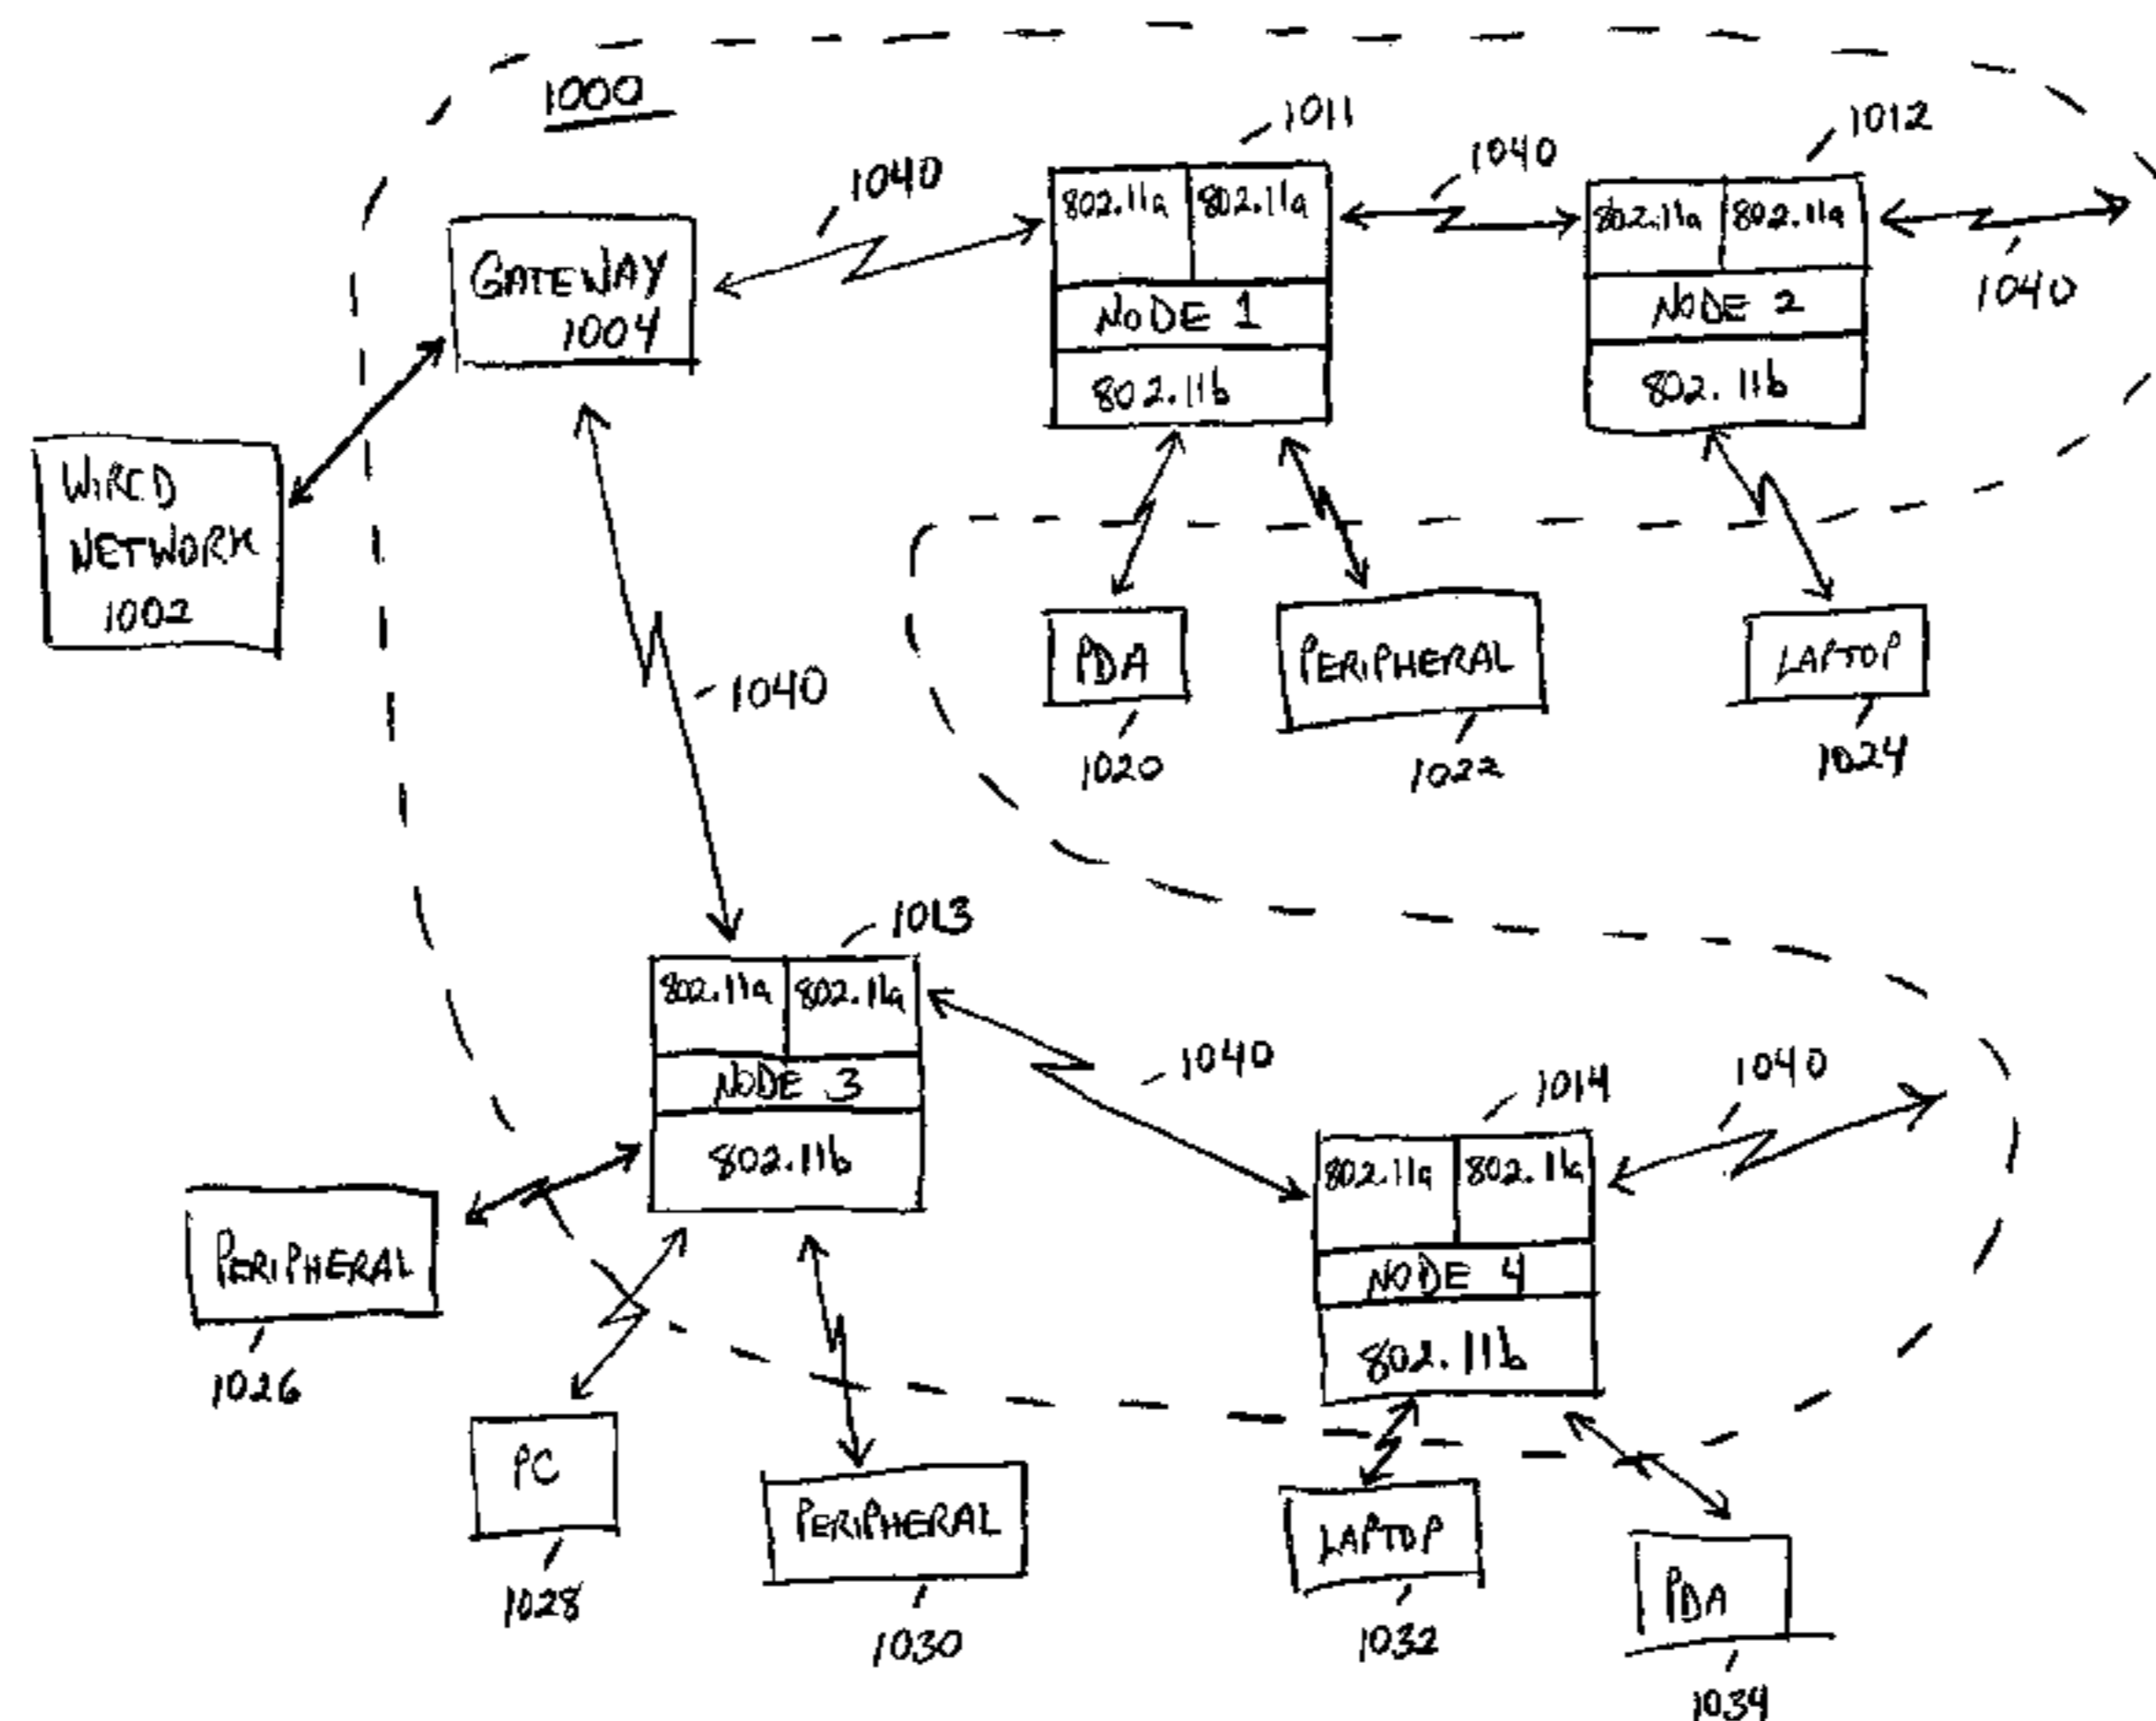 1000
1011
1012
1040
1040
802.11a 802.11a
802.11a 802.11a
GATEWAY
1004
NODE 1
NODE 2
1040
802.11b
802.11b
WIRED
NETWORK
1002
PDA
PERIPHERAL
LAPTOP
1040
1020
1022
1024
1013
802.11a 802.11a
1040
1014
1040
NODE 3
802.11b
802.11a 802.11a
PERIPHERAL
NODE 4
802.11b
1026
PC
PERIPHERAL
LAPTOP
PDA
1028
1030
1032
1034